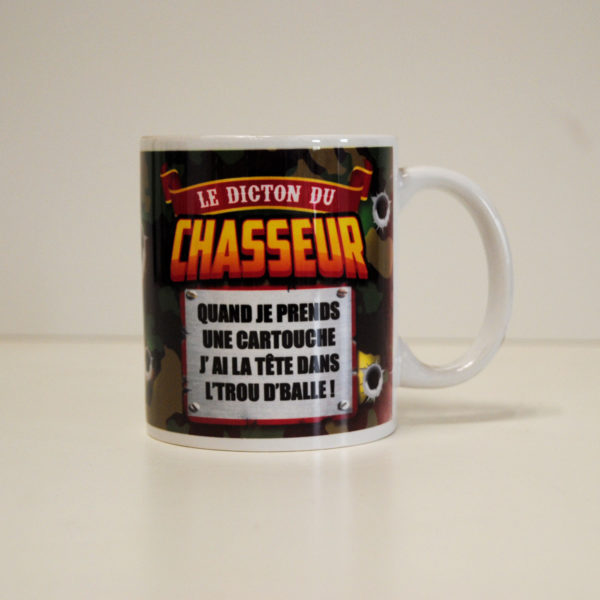 LE DICTON DU
CHASSEUR
QUAND JE PRENDS
UNE CARTOUCHE
J'AI LA TÊTE DANS
L'TROU D'BALLE !